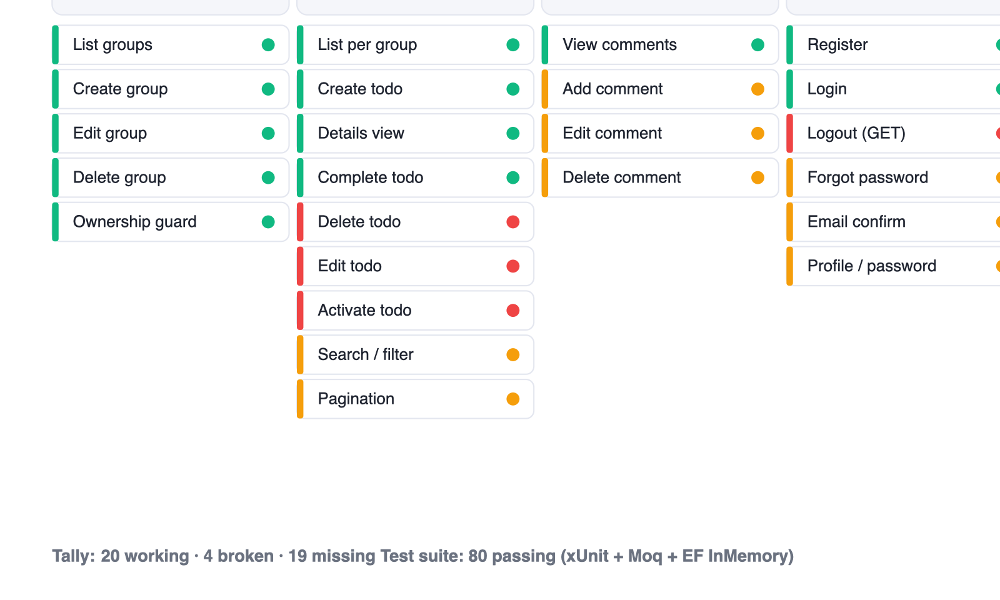 List groups
Create group
Edit group
Delete group
Ownership guard
List per group
Create todo
Details view
Complete todo
Delete todo
Edit todo
Activate todo
Search / filter
Pagination
View comments
Add comment
Edit comment
Delete comment
Register
Login
Logout (GET)
Forgot password
Email confirm
Profile / password
Tally: 20 working · 4 broken · 19 missing Test suite: 80 passing (xUnit + Moq + EF InMemory)